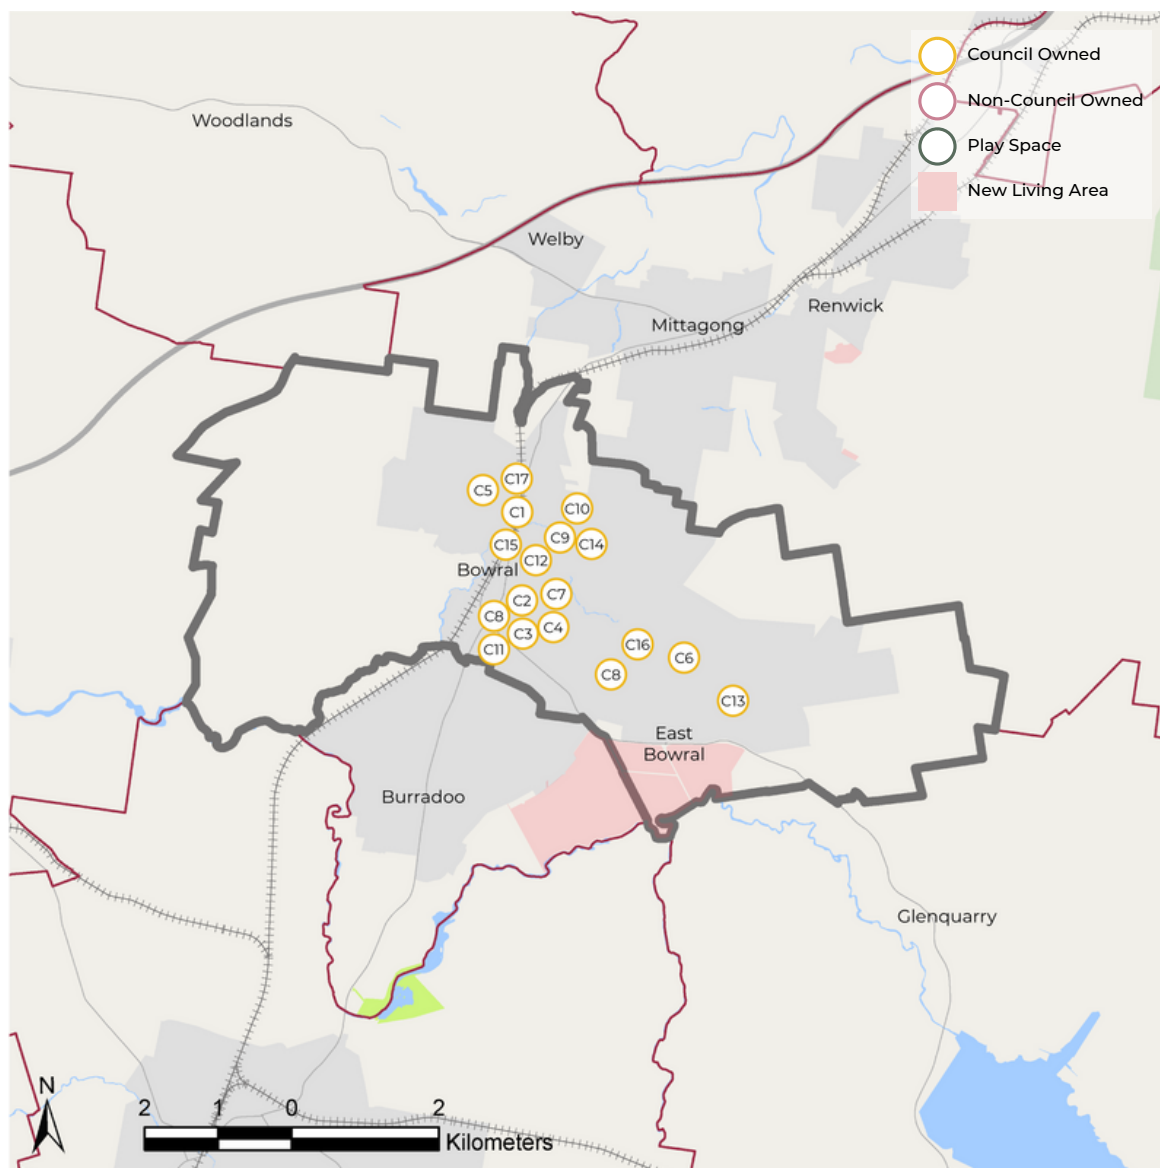 Council Owned
Non-Council Owned
Play Space
New Living Area
Woodlands
Welby
Renwick
Mittagong
C17
C5
C10
C1
C9
C14
C15
C12
Bowral
C7
C2
C8
C4
C3
C16
C11
C6
C8
C13
East
Bowral
Burradoo
Glenquarry
N
2 1 0 2
Kilometers